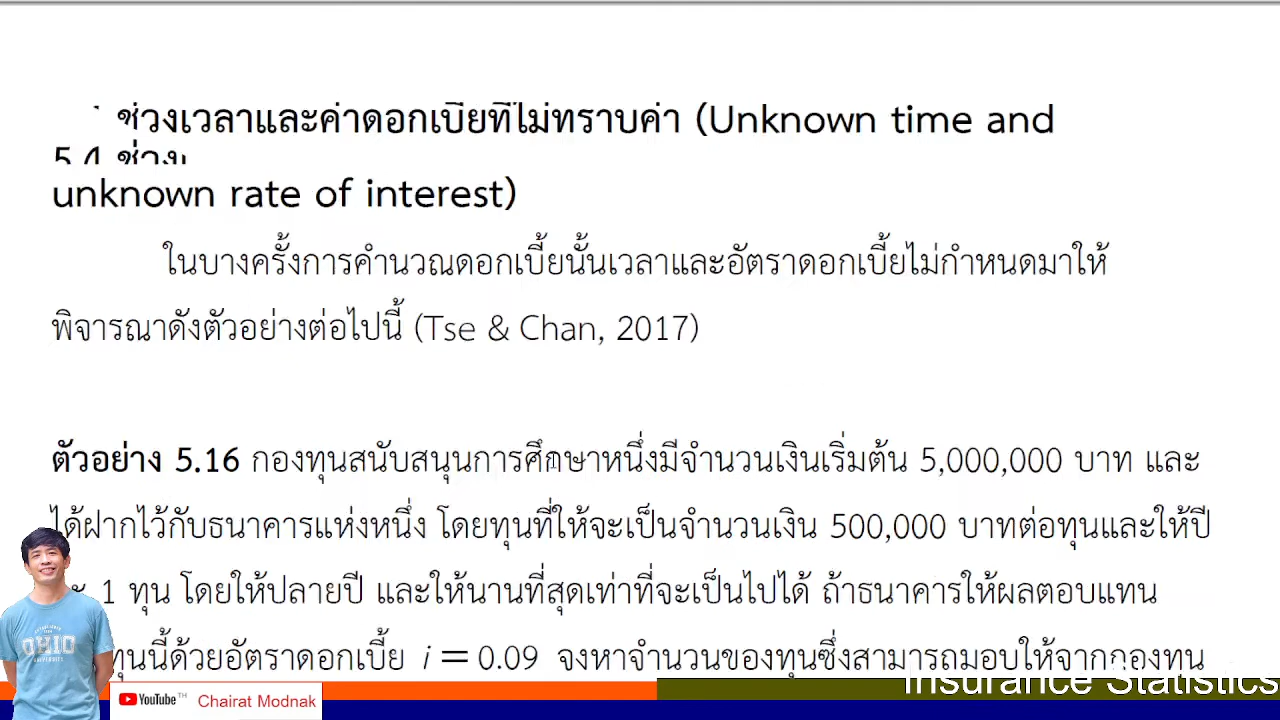 ช่วงเวลาและค่าดอกเบี้ยที่ไม่ทราบค่า (Unknown time and
5.4 ช่วง
unknown rate of interest)
ในบางครั้งการคำนวณดอกเบี้ยนั้นเวลาและอัตราดอกเบี้ยไม่กำหนดมาให้
พิจารณาดังตัวอย่างต่อไปนี้ (Tse & Chan, 2017)
ตัวอย่าง 5.16 กองทุนสนับสนุนการศึกษาหนึ่งมีจำนวนเงินเริ่มต้น 5,000,000 บาท และ
ได้ฝากไว้กับธนาคารแห่งหนึ่ง โดยทุนที่ให้จะเป็นจำนวนเงิน 500,000 บาทต่อทุนและให้ปี
1 ทุน โดยให้ปลายปี และให้นานที่สุดเท่าที่จะเป็นไปได้ ถ้าธนาคารให้ผลตอบแทน
ทุนนี้ด้วยอัตราดอกเบี้ย i = 0.09 จงหาจำนวนของทุนซึ่งสามารถมอบให้จากกองทุน
Insurance Statistics
OHIO
YouTube TH Chairat Modnak